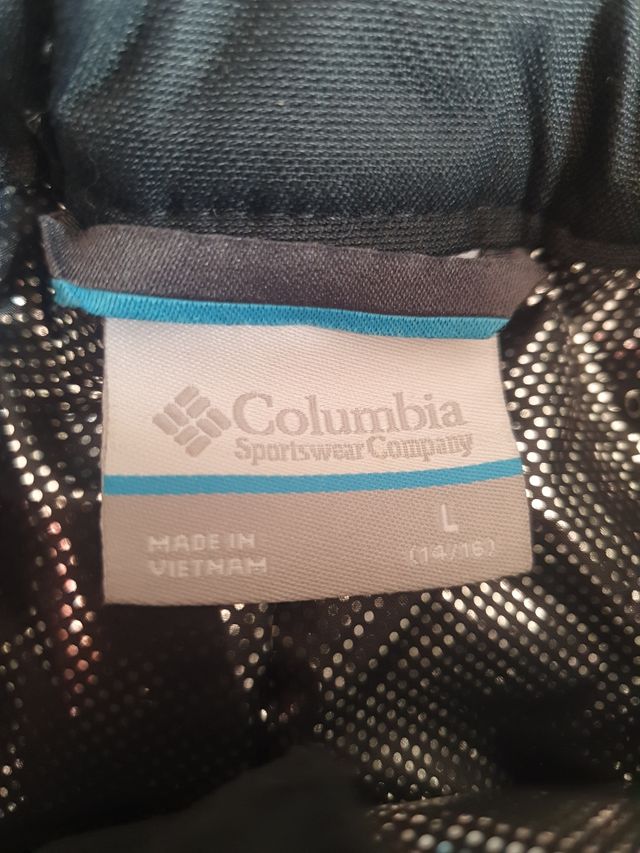 Columbia
Sportswear Company
L
MADE IN
(14/16)
VIETNAM